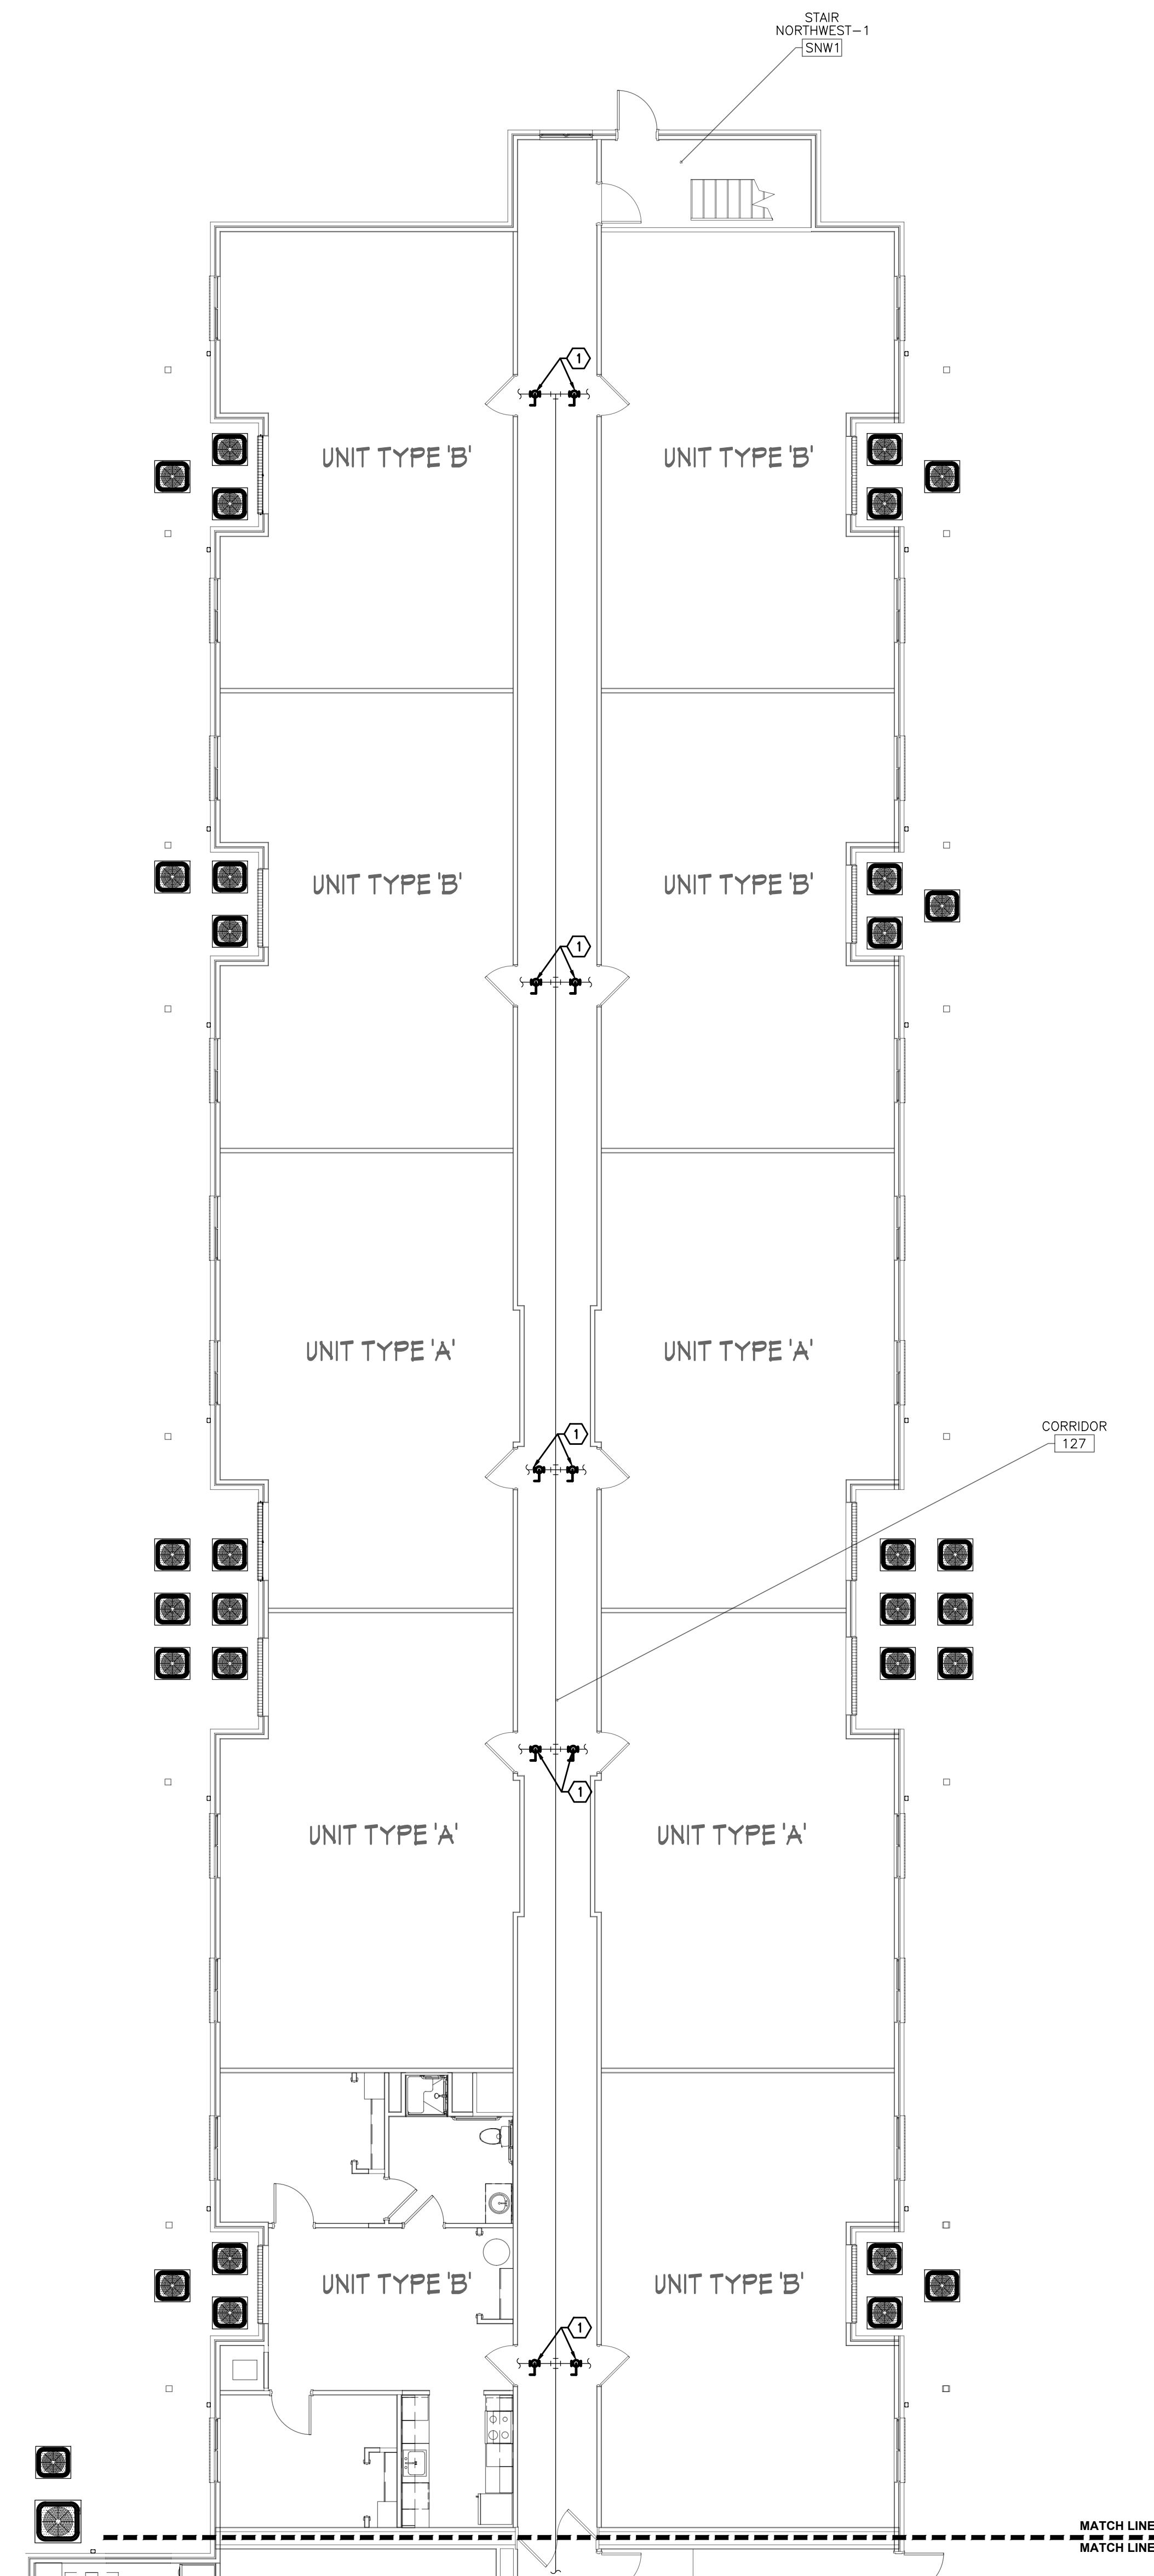 STAIR
NORTHWEST-1
SNW1
1
UNIT TYPE 'B'
UNIT TYPE 'B'
UNIT TYPE 'B'
UNIT TYPE 'B'
1
UNIT TYPE 'A'
UNIT TYPE 'A'
CORRIDOR
127
1
1
UNIT TYPE 'A'
UNIT TYPE 'A'
UNIT TYPE 'B'
UNIT TYPE 'B'
1
MATCH LINE
MATCH LINE